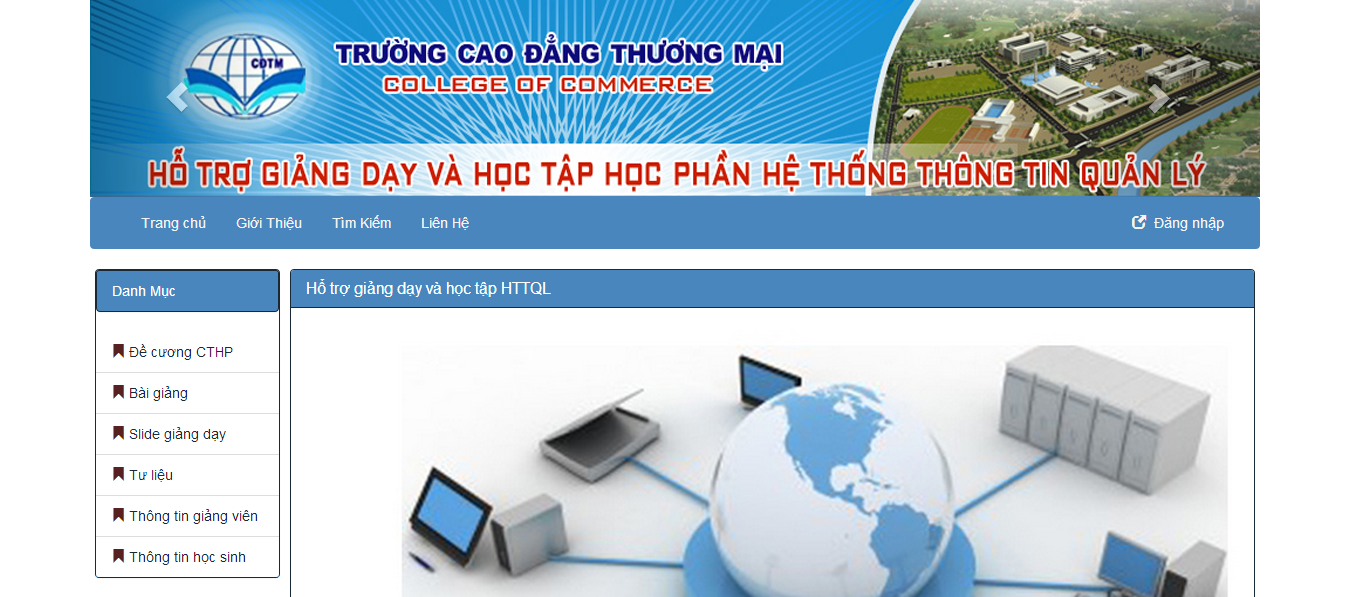 CĐTM
TRƯỜNG CAO ĐẲNG THƯƠNG MẠI
COLLEGE OF COMMERCE
HỖ TRỢ GIẢNG DẠY VÀ HỌC TẬP HỌC PHẦN HỆ THỐNG THÔNG TIN QUẢN LÝ
Trang chủ Giới Thiệu Tìm Kiếm Liên Hệ Đăng nhập
Danh Mục
Đề cương CTHP
Bài giảng
Slide giảng dạy
Tư liệu
Thông tin giảng viên
Thông tin học sinh
Hỗ trợ giảng dạy và học tập HTTQL